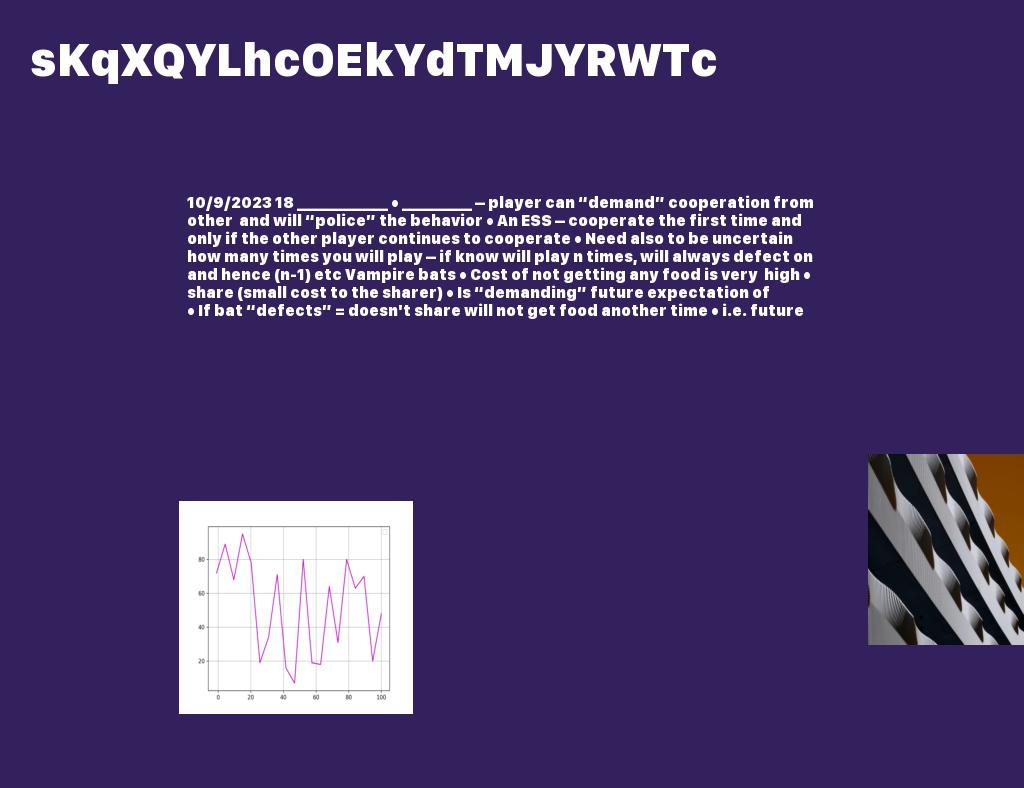 sKqXQYLhcOEkYdTMJYRWTc
10/9/2023 18 _____________ • __________ – player can “demand” cooperation from
other and will “police” the behavior • An ESS – cooperate the first time and
only if the other player continues to cooperate • Need also to be uncertain
how many times you will play – if know will play n times, will always defect on
and hence (n-1) etc Vampire bats • Cost of not getting any food is very high •
share (small cost to the sharer) • Is “demanding” future expectation of
• If bat “defects” = doesn't share will not get food another time • i.e. future
80
60
40
20
0 20 40 60 80 100